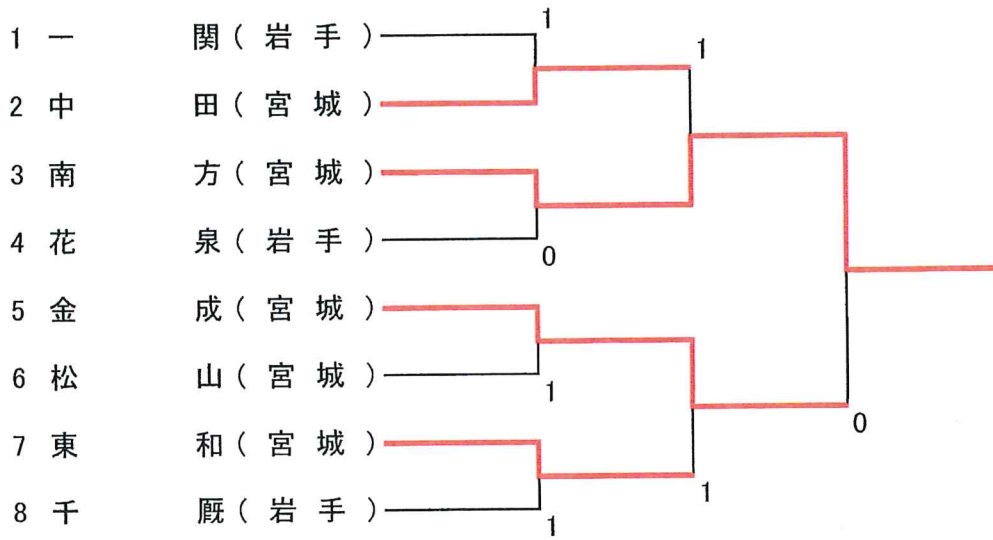 1 一 関(岩手)
1
1
2 中 田(宮城)
3 南 方(宮城)
4 花 泉(岩手)
0
5 金 成(宮城)
6 松 山(宮城)
1
0
7 東 和(宮城)
1
8 千 厩(岩手)
1